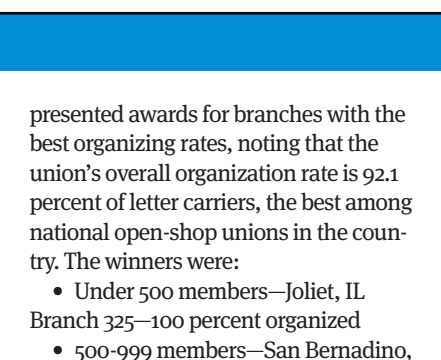 presented awards for branches with the
best organizing rates, noting that the
union’s overall organization rate is 92.1
percent of letter carriers, the best among
national open-shop unions in the coun-
try. The winners were:
• Under 500 members—Joliet, IL
Branch 325—100 percent organized
• 500-999 members—San Bernadino,